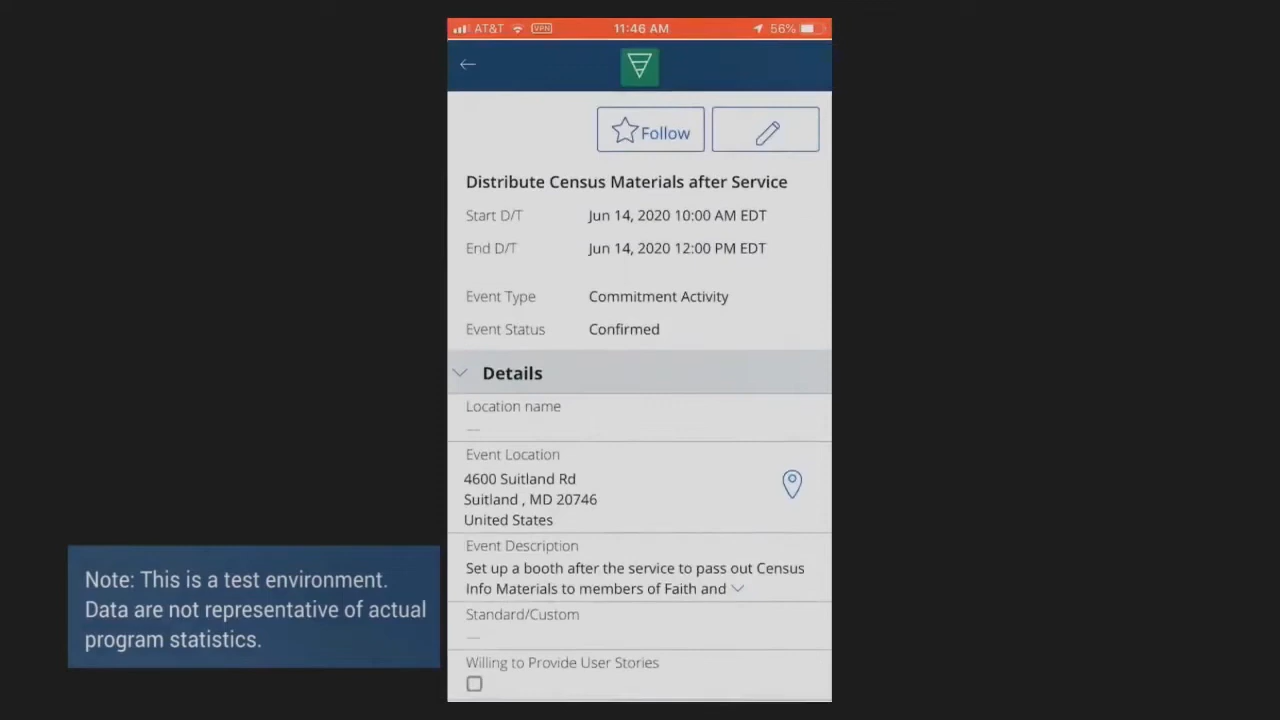 AT&T VPN 11:46 AM 56%
Follow
Distribute Census Materials after Service
Start D/T Jun 14, 2020 10:00 AM EDT
End D/T Jun 14, 2020 12:00 PM EDT
Event Type Commitment Activity
Event Status Confirmed
Details
Location name
—
Event Location
4600 Suitland Rd
Suitland , MD 20746
United States
Event Description
Set up a booth after the service to pass out Census
Info Materials to members of Faith and
Standard/Custom
—
Willing to Provide User Stories
Note: This is a test environment.
Data are not representative of actual
program statistics.